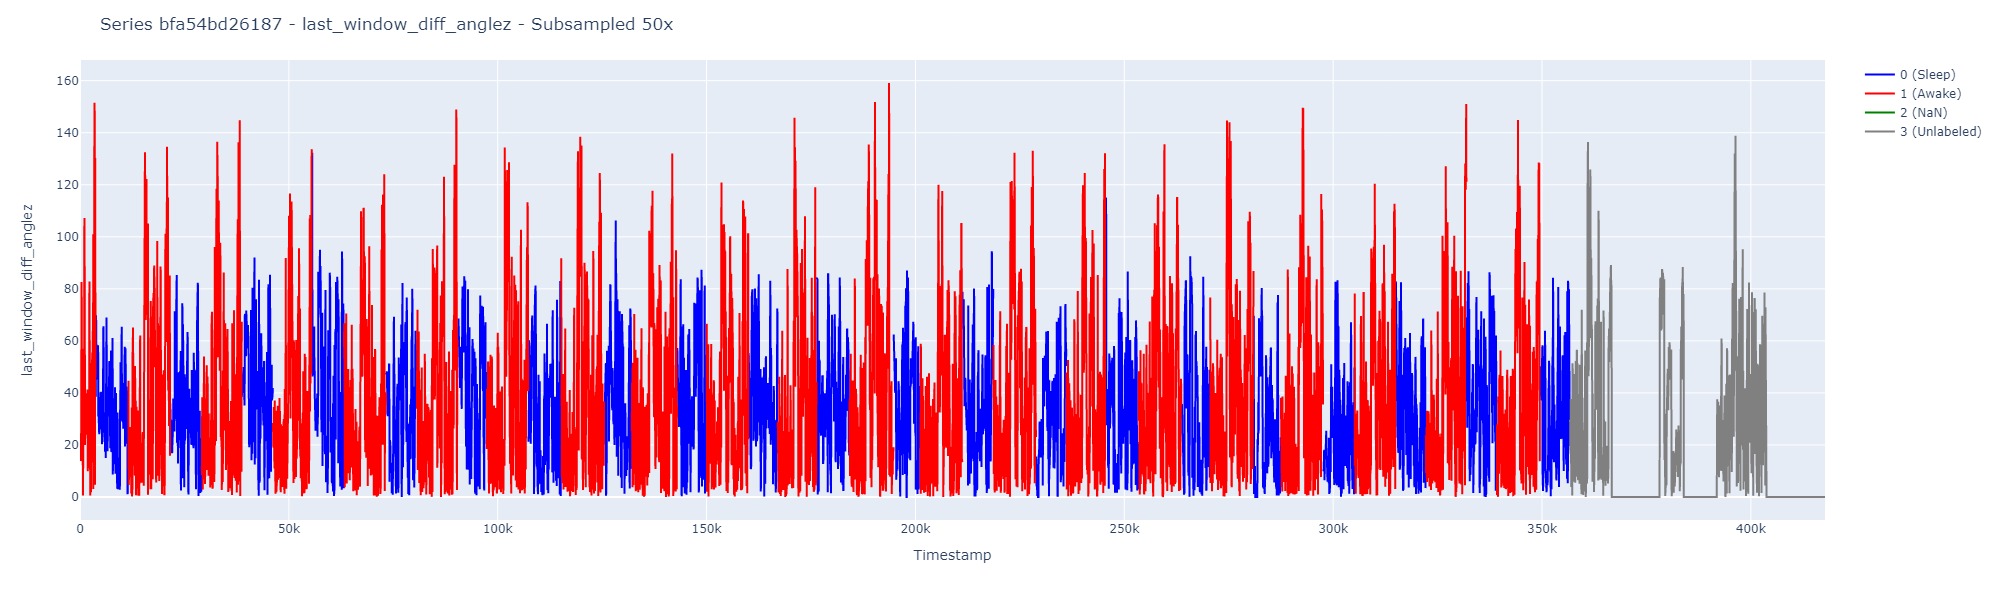 Series bfa54bd26187 - last_window_diff_anglez - Subsampled 50x
0 (Sleep)
1 (Awake)
2 (NaN)
3 (Unlabeled)
last_window_diff_anglez
160
140
120
100
80
60
40
20
0
0
50k
100k
150k
200k
250k
300k
350k
400k
Timestamp